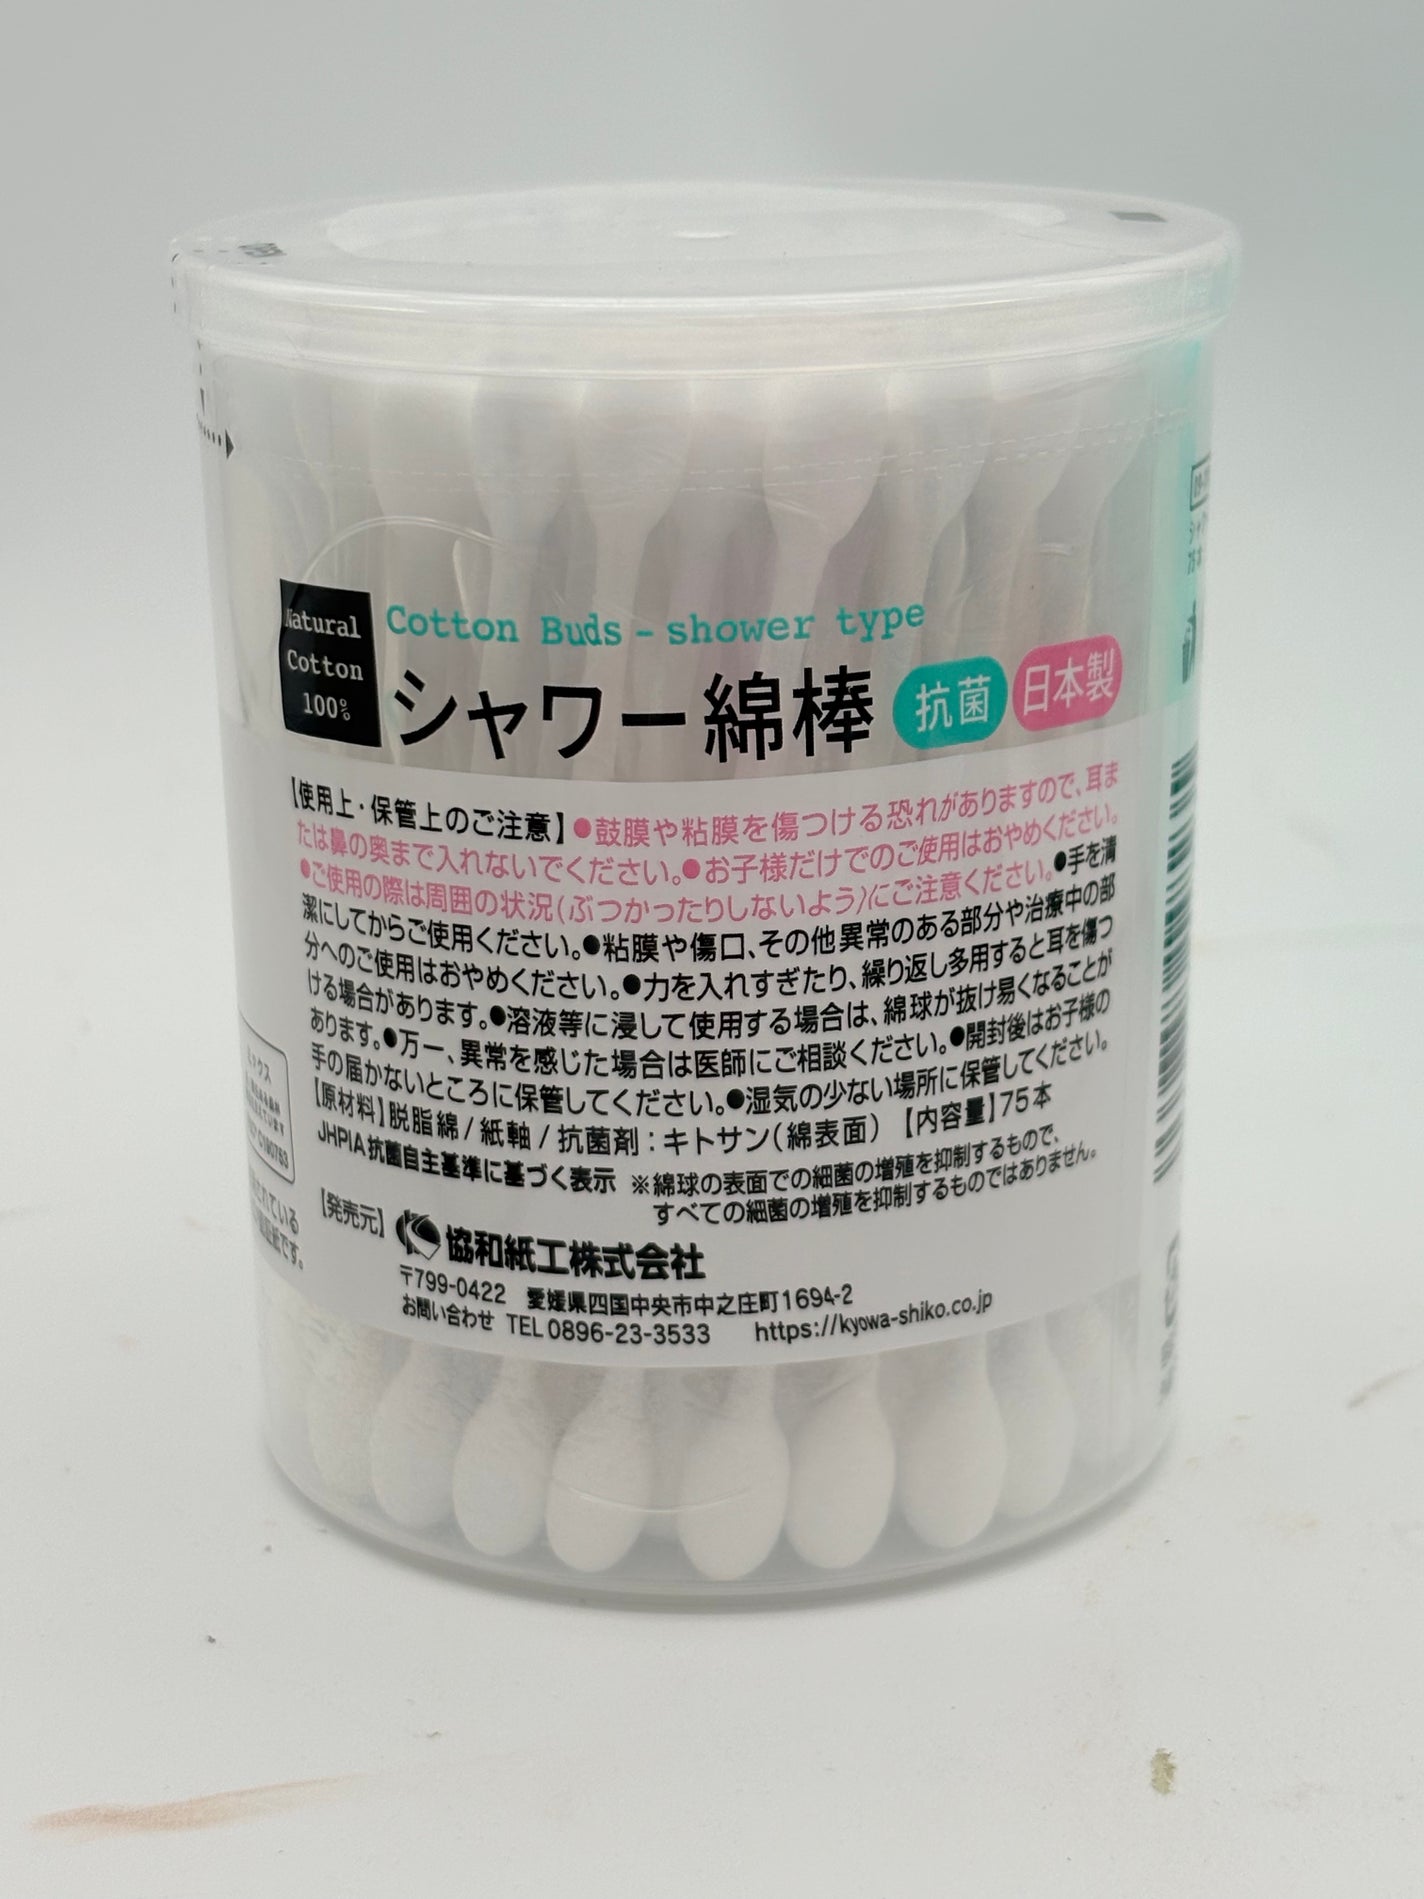 Natural
Cotton
100%
Cotton Buds - shower type
シャワー綿棒
抗菌
日本製
【使用上・保管上のご注意】●鼓膜や粘膜を傷つける恐れがありますので、耳ま
たは鼻の奥まで入れないでください。●お子様だけでのご使用はおやめください。
●ご使用の際は周囲の状況(ぶつかったりしないよう)にご注意ください。●手を清
潔にしてからご使用ください。●粘膜や傷口、その他異常のある部分や治療中の部
分へのご使用はおやめください。●力を入れすぎたり、繰り返し多用すると耳を傷つ
ける場合があります。●溶液等に浸して使用する場合は、綿球が抜け易くなることが
あります。●万一、異常を感じた場合は医師にご相談ください。●開封後はお子様の
手の届かないところに保管してください。●湿気の少ない場所に保管してください。
【原材料】脱脂綿/紙軸/抗菌剤:キトサン(綿表面)【内容量】75本
JHPIA抗菌自主基準に基づく表示 ※綿球の表面での細菌の増殖を抑制するもので、
すべての細菌の増殖を抑制するものではありません。
【発売元】協和紙工株式会社
〒799-0422 愛媛県四国中央市中之庄町1694-2
お問い合わせ TEL0896-23-3533 https://kyowa-shiko.co.jp
ミックス